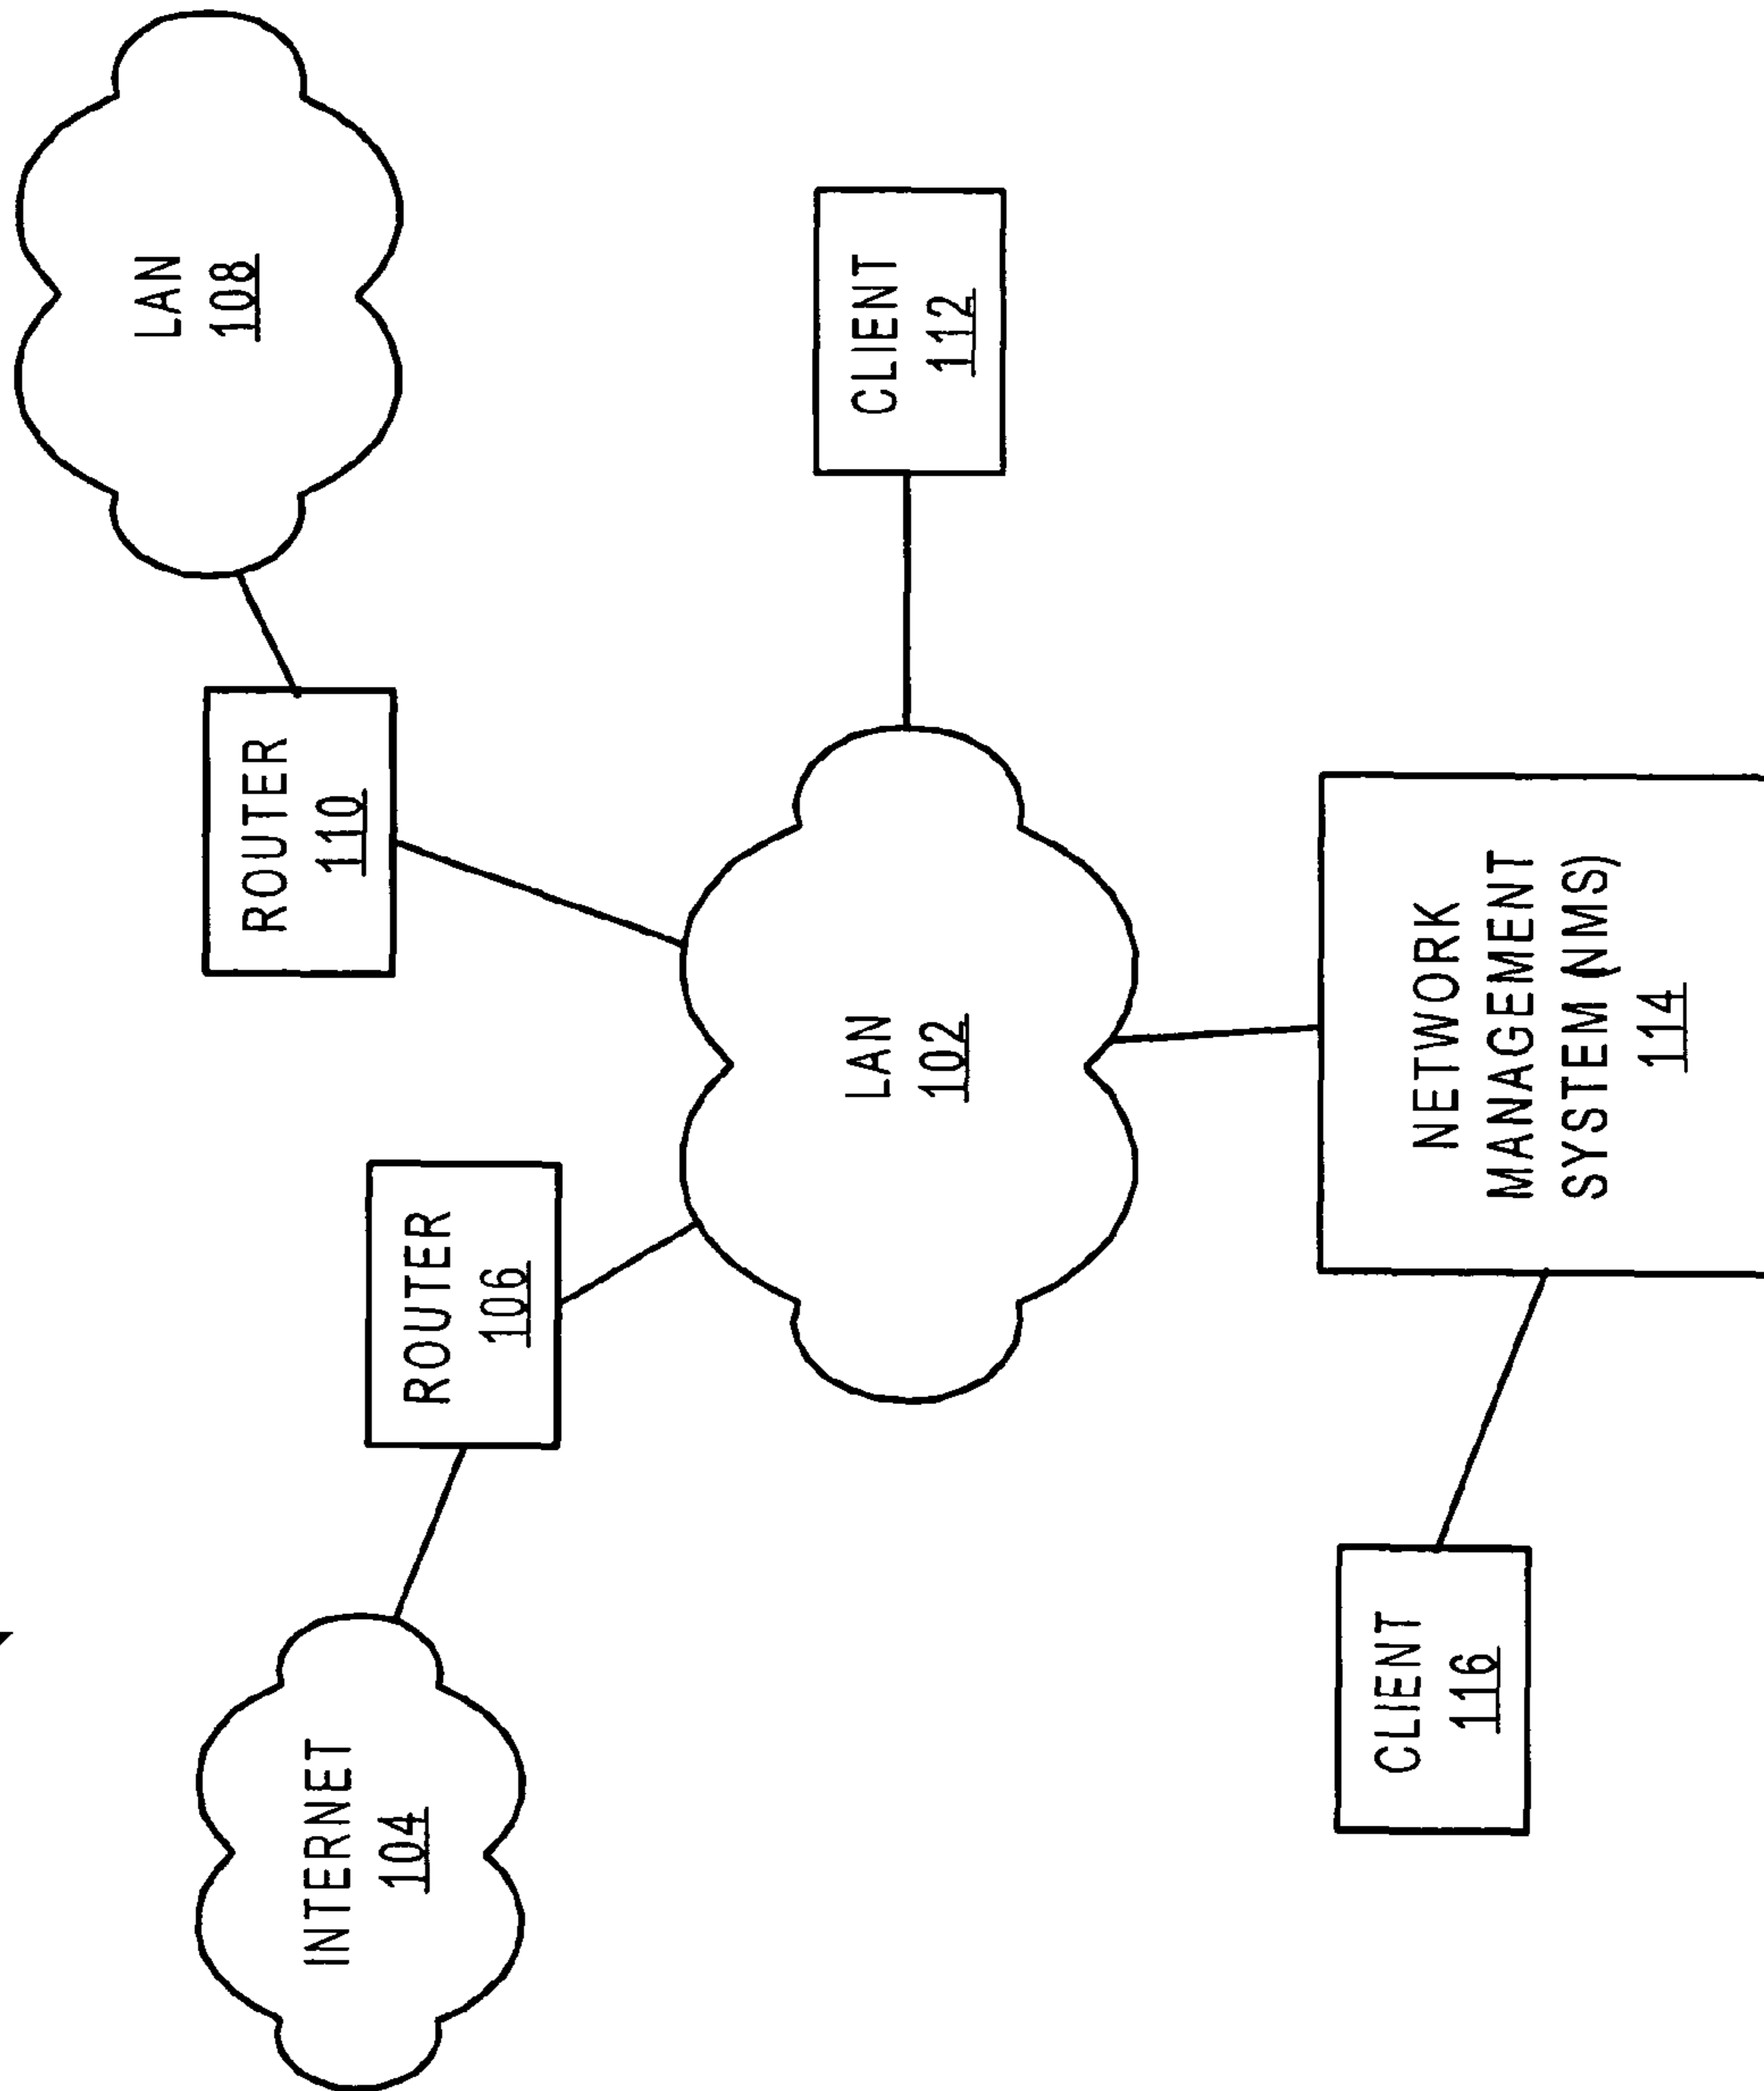 LAN
108
ROUTER
110
CLIENT
112
ROUTER
106
LAN
102
INTERNET
104
NETWORK
MANAGEMENT
SYSTEM (NMS)
114
CLIENT
116